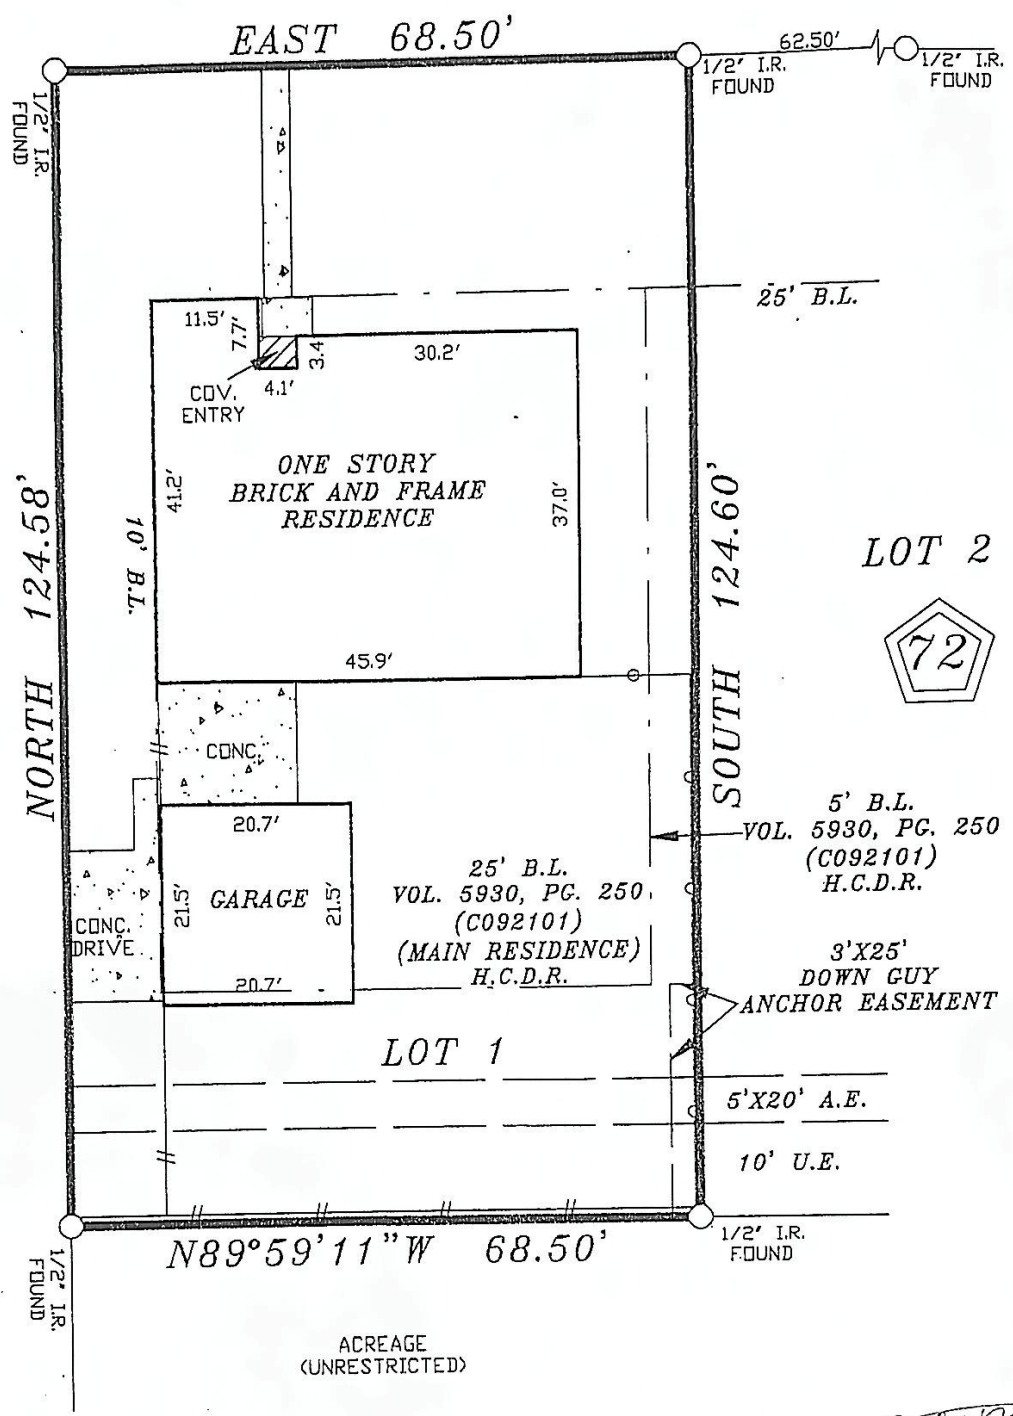 EAST 68.50'
62.50'
1/2" I.R.
FOUND
1/2" I.R.
FOUND
1/2" I.R.
FOUND
25' B.L.
11.5'
7.7'
3.4
30.2'
4.1'
COV.
ENTRY
ONE STORY
BRICK AND FRAME
RESIDENCE
41.2'
37.0'
10' B.L.
NORTH 124.58'
SOUTH 124.60'
LOT 2
72
45.9'
CONC.
20.7'
GARAGE
21.5'
21.5'
20.7'
CONC.
DRIVE
25' B.L.
VOL. 5930, PG. 250
(C092101)
(MAIN RESIDENCE)
H.C.D.R.
5' B.L.
VOL. 5930, PG. 250
(C092101)
H.C.D.R.
3'X25'
DOWN GUY
ANCHOR EASEMENT
LOT 1
5'X20' A.E.
10' U.E.
N89°59'11"W 68.50'
1/2" I.R.
FOUND
1/2" I.R.
FOUND
ACREAGE
(UNRESTRICTED)